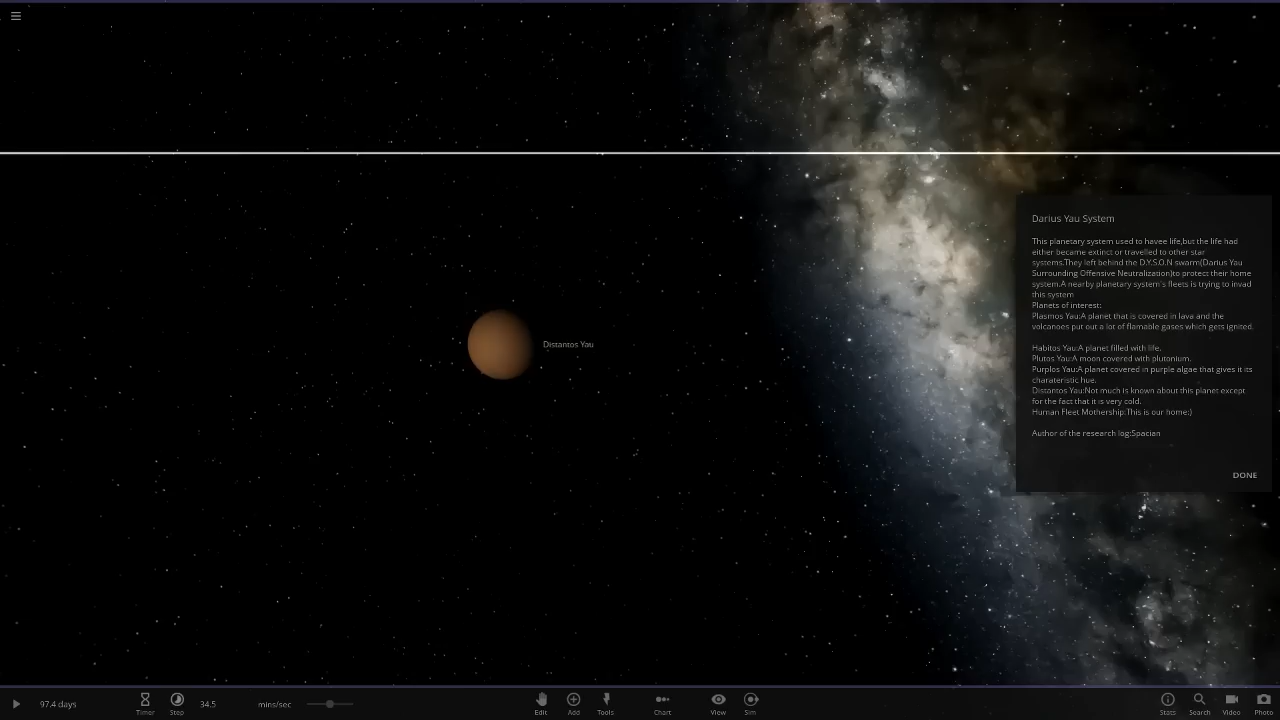 Darius Yau System
This planetary system used to havee life,but the life had
either became extinct or travelled to other star
systems.They left behind the D.Y.S.O.N swarm(Darius Yau
Surrounding Offensive Neutralization)to protect their home
system.A nearby planetary system's fleets is trying to invad
this system
Planets of interest:
Plasmos Yau:A planet that is covered in lava and the
volcanoes put out a lot of flamable gases which gets ignited.
Habitos Yau:A planet filled with life.
Plutos Yau:A moon covered with plutonium.
Purplos Yau:A planet covered in purple algae that gives it its
charateristic hue.
Distantos Yau:Not much is known about this planet except
for the fact that it is very cold.
Human Fleet Mothership:This is our home:)
Author of the research log:Spacian
DONE
Distantos Yau
97.4 days
Timer
Step
34.5
mins/sec
Edit
Add
Tools
Chart
View
Sim
Stats
Search
Video
Photo